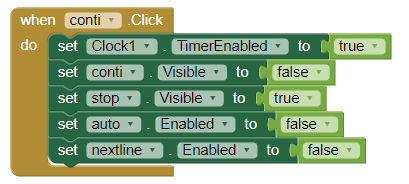 when conti .Click
do set Clock1 . TimerEnabled to true
set conti . Visible to false
set stop . Visible to true
set auto . Enabled to false
set nextline . Enabled to false